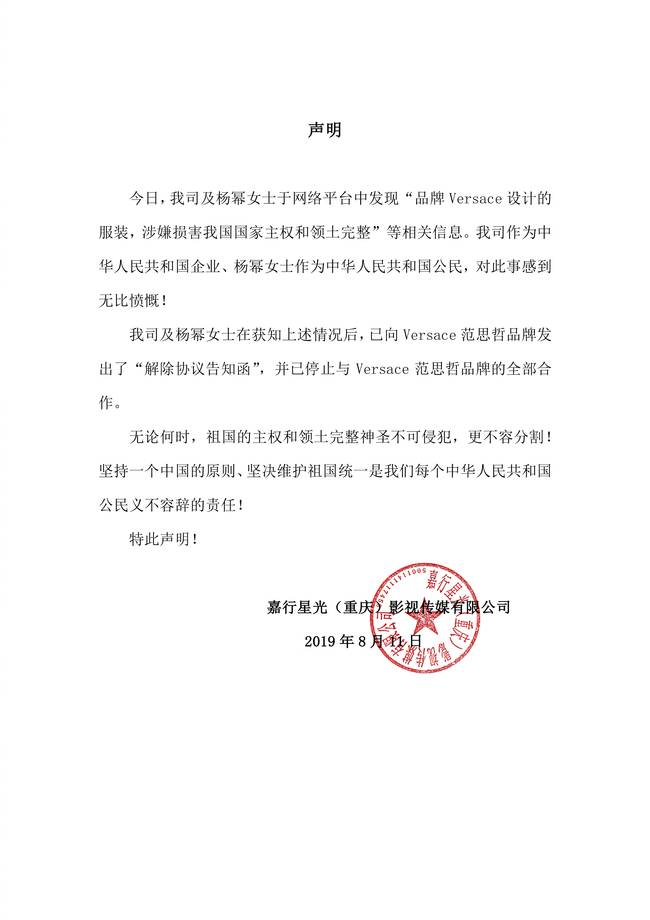 声明
今日，我司及杨幂女士于网络平台中发现“品牌 Versace 设计的
服装，涉嫌损害我国国家主权和领土完整”等相关信息。我司作为中
华人民共和国企业、杨幂女士作为中华人民共和国公民，对此事感到
无比愤慨！
我司及杨幂女士在获知上述情况后，已向 Versace 范思哲品牌发
出了“解除协议告知函”，并已停止与 Versace 范思哲品牌的全部合
作。
无论何时，祖国的主权和领土完整神圣不可侵犯，更不容分割！
坚持一个中国的原则、坚决维护祖国统一是我们每个中华人民共和国
公民义不容辞的责任！
特此声明！
嘉行星光（重庆）影视传媒有限公司
2019 年 8 月 11 日
嘉行星光（重庆）影视传媒有限公司